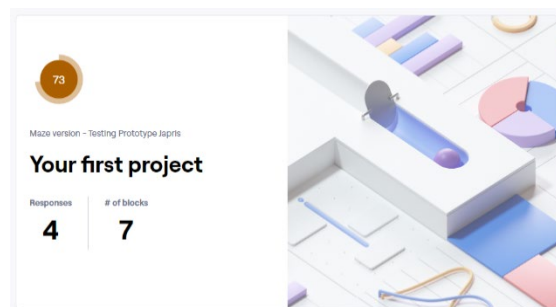 73
Maze version - Testing Prototype Japris
Your first project
Responses
# of blocks
4
7